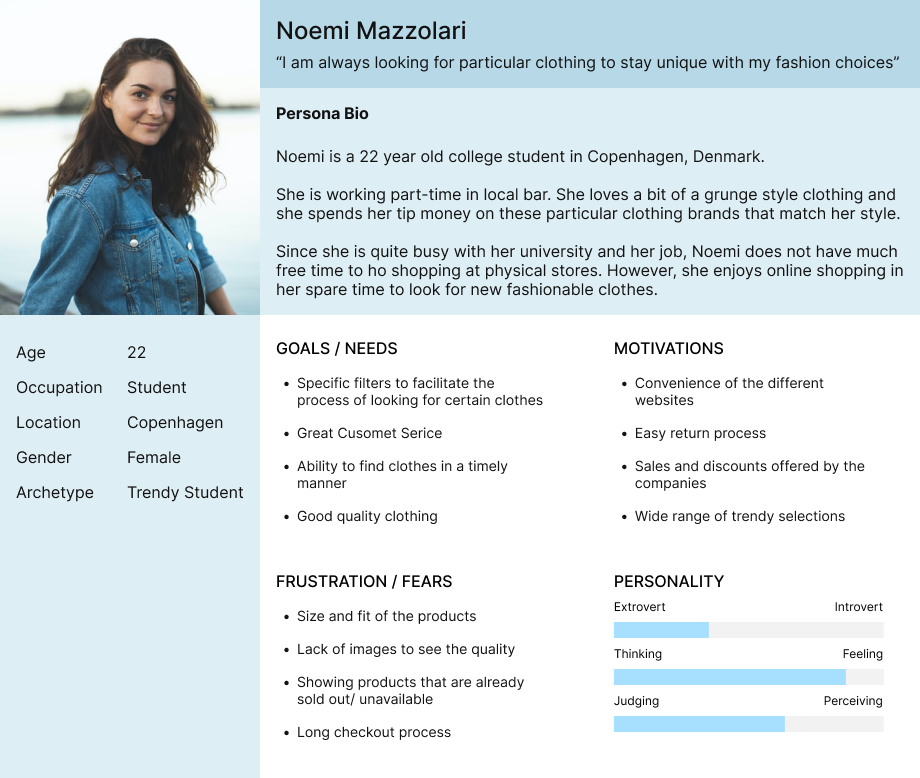 Noemi Mazzolari
“I am always looking for particular clothing to stay unique with my fashion choices”
Persona Bio
Noemi is a 22 year old college student in Copenhagen, Denmark.
She is working part-time in local bar. She loves a bit of a grunge style clothing and
she spends her tip money on these particular clothing brands that match her style.
Since she is quite busy with her university and her job, Noemi does not have much
free time to ho shopping at physical stores. However, she enjoys online shopping in
her spare time to look for new fashionable clothes.
Age 22
Occupation Student
Location Copenhagen
Gender Female
Archetype Trendy Student
GOALS / NEEDS
• Specific filters to facilitate the
process of looking for certain clothes
• Great Cusomet Serice
• Ability to find clothes in a timely
manner
• Good quality clothing
MOTIVATIONS
• Convenience of the different
websites
• Easy return process
• Sales and discounts offered by the
companies
• Wide range of trendy selections
FRUSTRATION / FEARS
• Size and fit of the products
• Lack of images to see the quality
• Showing products that are already
sold out/ unavailable
• Long checkout process
PERSONALITY
Extrovert Introvert
Thinking Feeling
Judging Perceiving